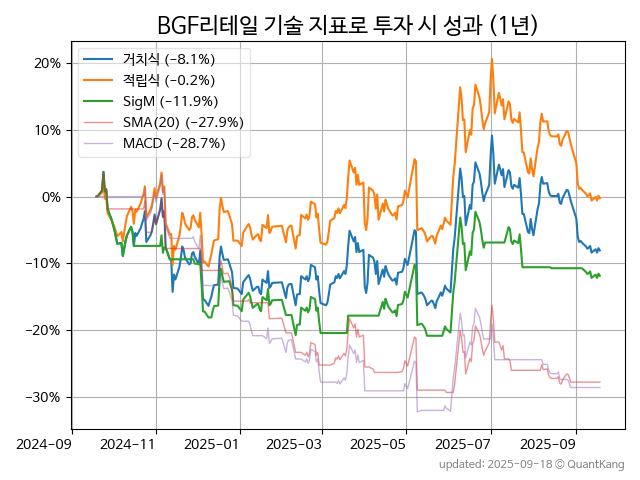 BGF리테일 기술 지표로 투자 시 성과 (1년)
거치식 (−8.1%)
적립식 (−0.2%)
SigM (−11.9%)
SMA(20) (−27.9%)
MACD (−28.7%)
20%
10%
0%
−10%
−20%
−30%
2024-09 2024-11 2025-01 2025-03 2025-05 2025-07 2025-09
updated: 2025-09-18 ⓒ QuantKang